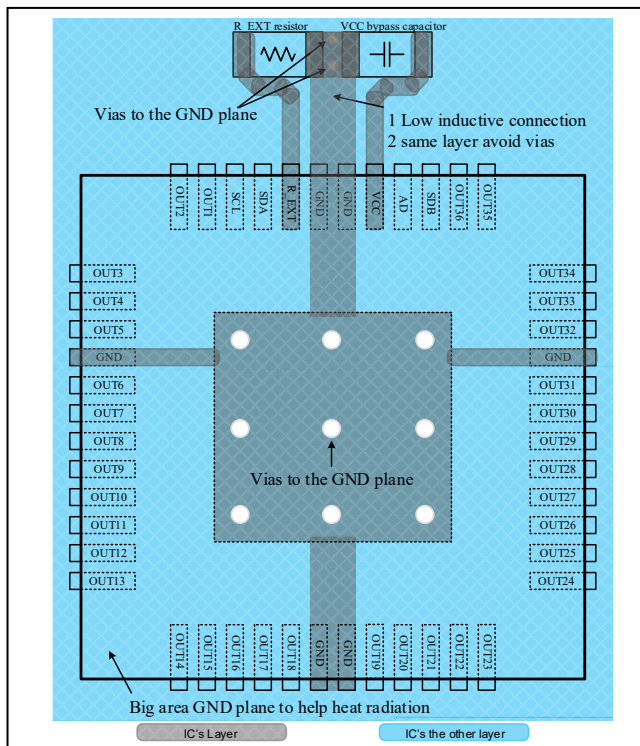 R_EXT resistor
VCC bypass capacitor
Vias to the GND plane
1 Low inductive connection
2 same layer avoid vias
OUT2
OUT1
SCL
SDA
R_EXT
GND
GND
VCC
AD
SDB
OUT36
OUT35
OUT3
OUT4
OUT5
GND
OUT6
OUT7
OUT8
OUT9
OUT10
OUT11
OUT12
OUT13
OUT34
OUT33
OUT32
GND
OUT31
OUT30
OUT29
OUT28
OUT27
OUT26
OUT25
OUT24
Vias to the GND plane
OUT14
OUT15
OUT16
OUT17
OUT18
GND
GND
OUT19
OUT20
OUT21
OUT22
OUT23
Big area GND plane to help heat radiation
IC's Layer
IC's the other layer